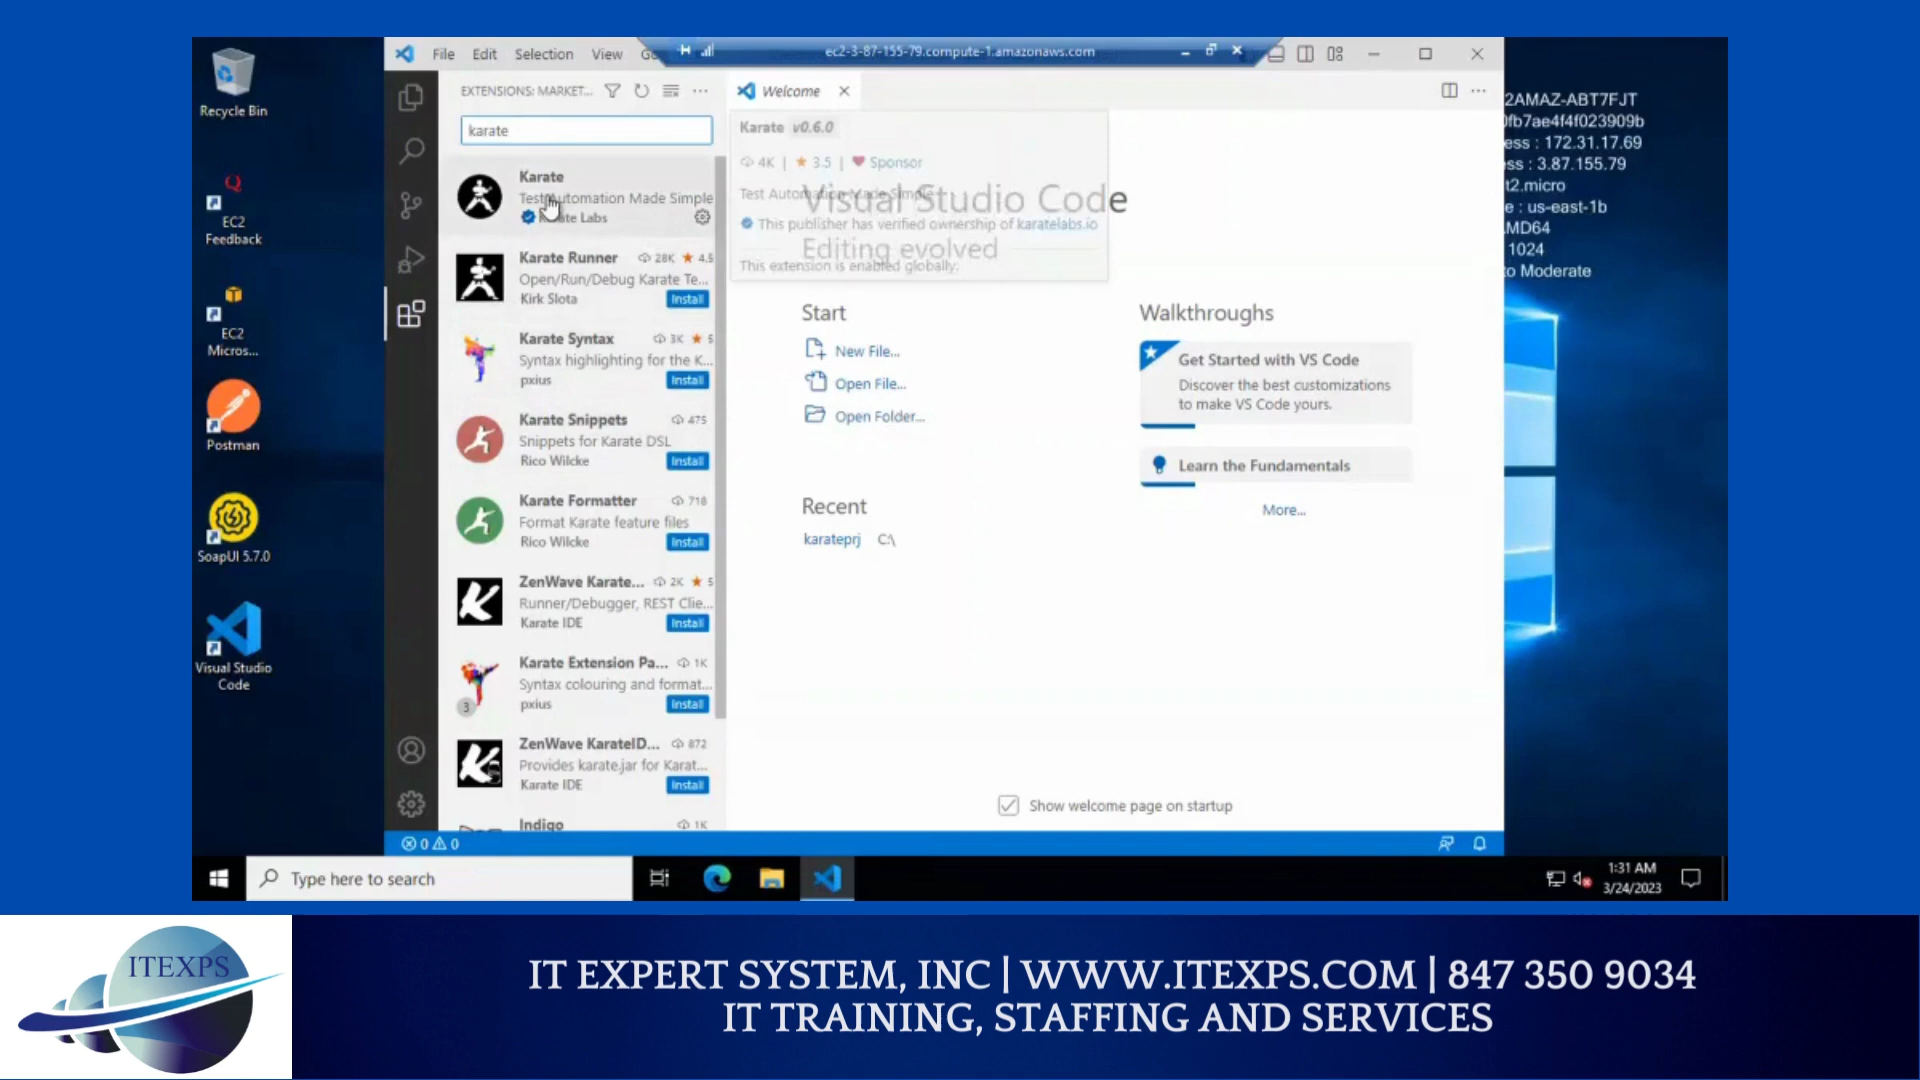 Recycle Bin
EC2
Feedback
EC2
Micros...
Postman
SoapUI 5.7.0
Visual Studio
Code
File Edit Selection View
ec2-3-87-155-79.compute-1.amazonaws.com
EXTENSIONS: MARKET...
karate
Karate
Test Automation Made Simple
Karate Labs
Karate Runner 28K 4.5
Open/Run/Debug Karate Te...
Kirk Slota Install
Karate Syntax 3K 5
Syntax highlighting for the K...
pxius Install
Karate Snippets 475
Snippets for Karate DSL
Rico Wilcke Install
Karate Formatter 718
Format Karate feature files
Rico Wilcke Install
ZenWave Karate... 2K 5
Runner/Debugger, REST Clie...
Karate IDE Install
Karate Extension Pa... 1K
Syntax colouring and format...
3 pxius Install
ZenWave KarateID... 872
Provides karate.jar for Karat...
Karate IDE Install
Indigo 1K
Welcome
Karate v0.6.0
4K | 3.5 | Sponsor
Test Automation Made Simple
This publisher has verified ownership of karatelabs.io
This extension is enabled globally.
Visual Studio Code
Editing evolved
Start
New File...
Open File...
Open Folder...
Recent
karateprj C:\
Walkthroughs
Get Started with VS Code
Discover the best customizations
to make VS Code yours.
Learn the Fundamentals
More...
Show welcome page on startup
0 0
2AMAZ-ABT7FJT
0fb7ae4f4f023909b
ess : 172.31.17.69
ss : 3.87.155.79
t2.micro
e : us-east-1b
MD64
1024
to Moderate
Type here to search
1:31 AM
3/24/2023
ITEXPS
IT EXPERT SYSTEM, INC | WWW.ITEXPS.COM | 847 350 9034
IT TRAINING, STAFFING AND SERVICES